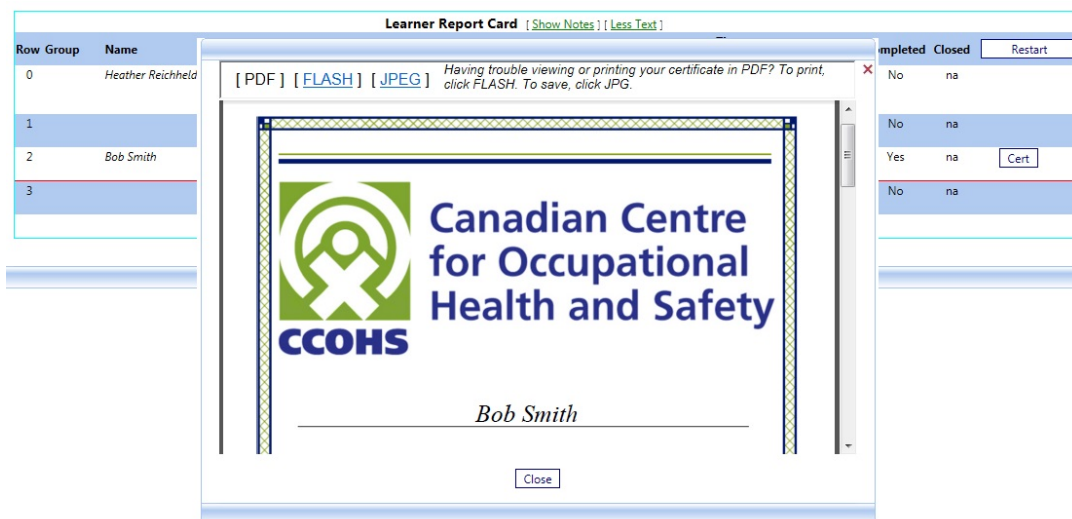 Learner Report Card [ Show Notes ] [ Less Text ]
Row Group Name Completed Closed Restart
0 Heather Reichheld No na
1 No na
2 Bob Smith Yes na Cert
3 No na
[ PDF ] [ FLASH ] [ JPEG ] Having trouble viewing or printing your certificate in PDF? To print,
click FLASH. To save, click JPG.
Canadian Centre
for Occupational
Health and Safety
CCOHS
Bob Smith
Close